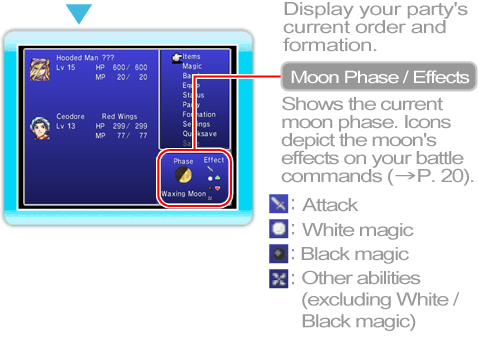 Display your party's
current order and
formation.
Moon Phase / Effects
Shows the current
moon phase. Icons
depict the moon's
effects on your battle
commands (→P. 20).
: Attack
: White magic
: Black magic
: Other abilities
(excluding White /
Black magic)
Hooded Man ???
Lv 15 HP 600/ 600
MP 20/ 20
Ceodore Red Wings
Lv 13 HP 299/ 299
MP 77/ 77
Items
Magic
Equip
Status
Party
Formation
Settings
Quicksave
Save
Phase Effect
Waxing Moon